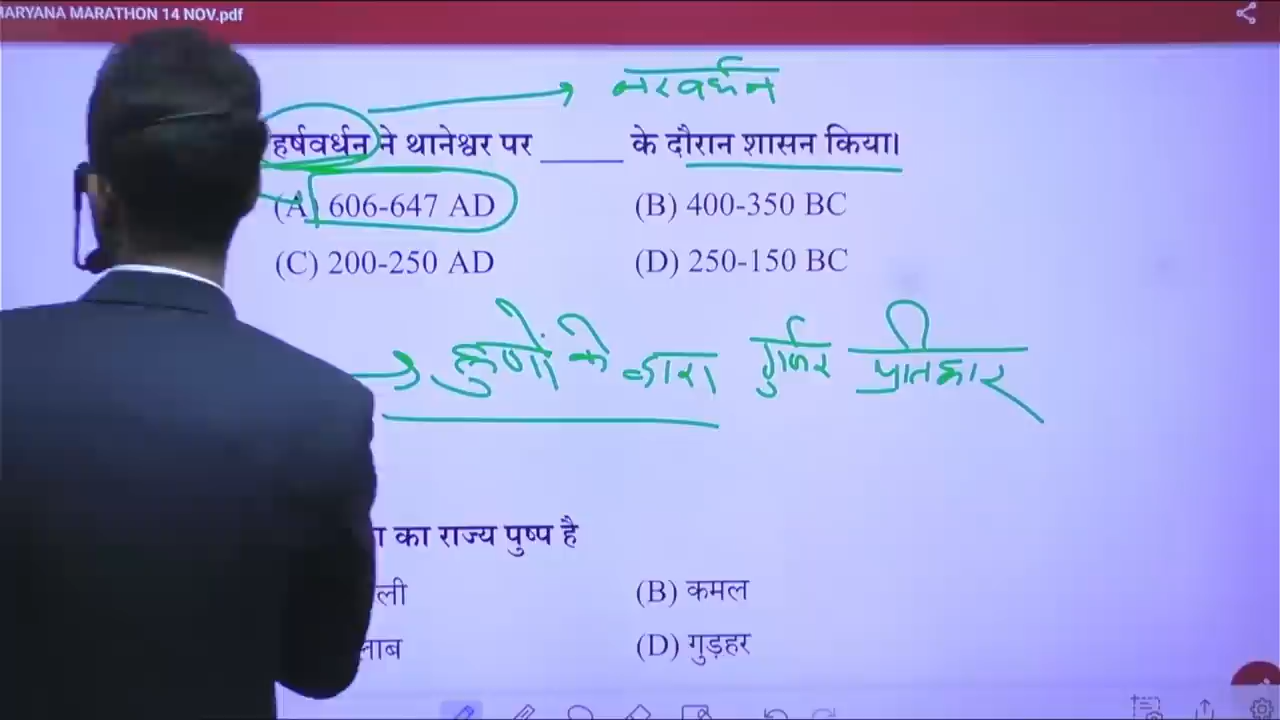 HARYANA MARATHON 14 NOV.pdf
नरवर्धन
हर्षवर्धन ने थानेश्वर पर _____ के दौरान शासन किया।
(A) 606-647 AD (B) 400-350 BC
(C) 200-250 AD (D) 250-150 BC
हुणों के द्वारा गुर्जर प्रतिहार
का राज्य पुष्प है
(B) कमल
(D) गुड़हर